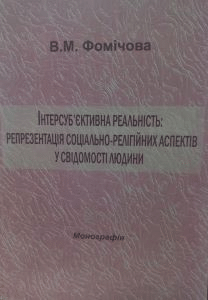 В.М. Фомічова
ІНТЕРСУБ'ЄКТИВНА РЕАЛЬНІСТЬ:
РЕПРЕЗЕНТАЦІЯ СОЦІАЛЬНО-РЕЛІГІЙНИХ АСПЕКТІВ
У СВІДОМОСТІ ЛЮДИНИ
Монографія